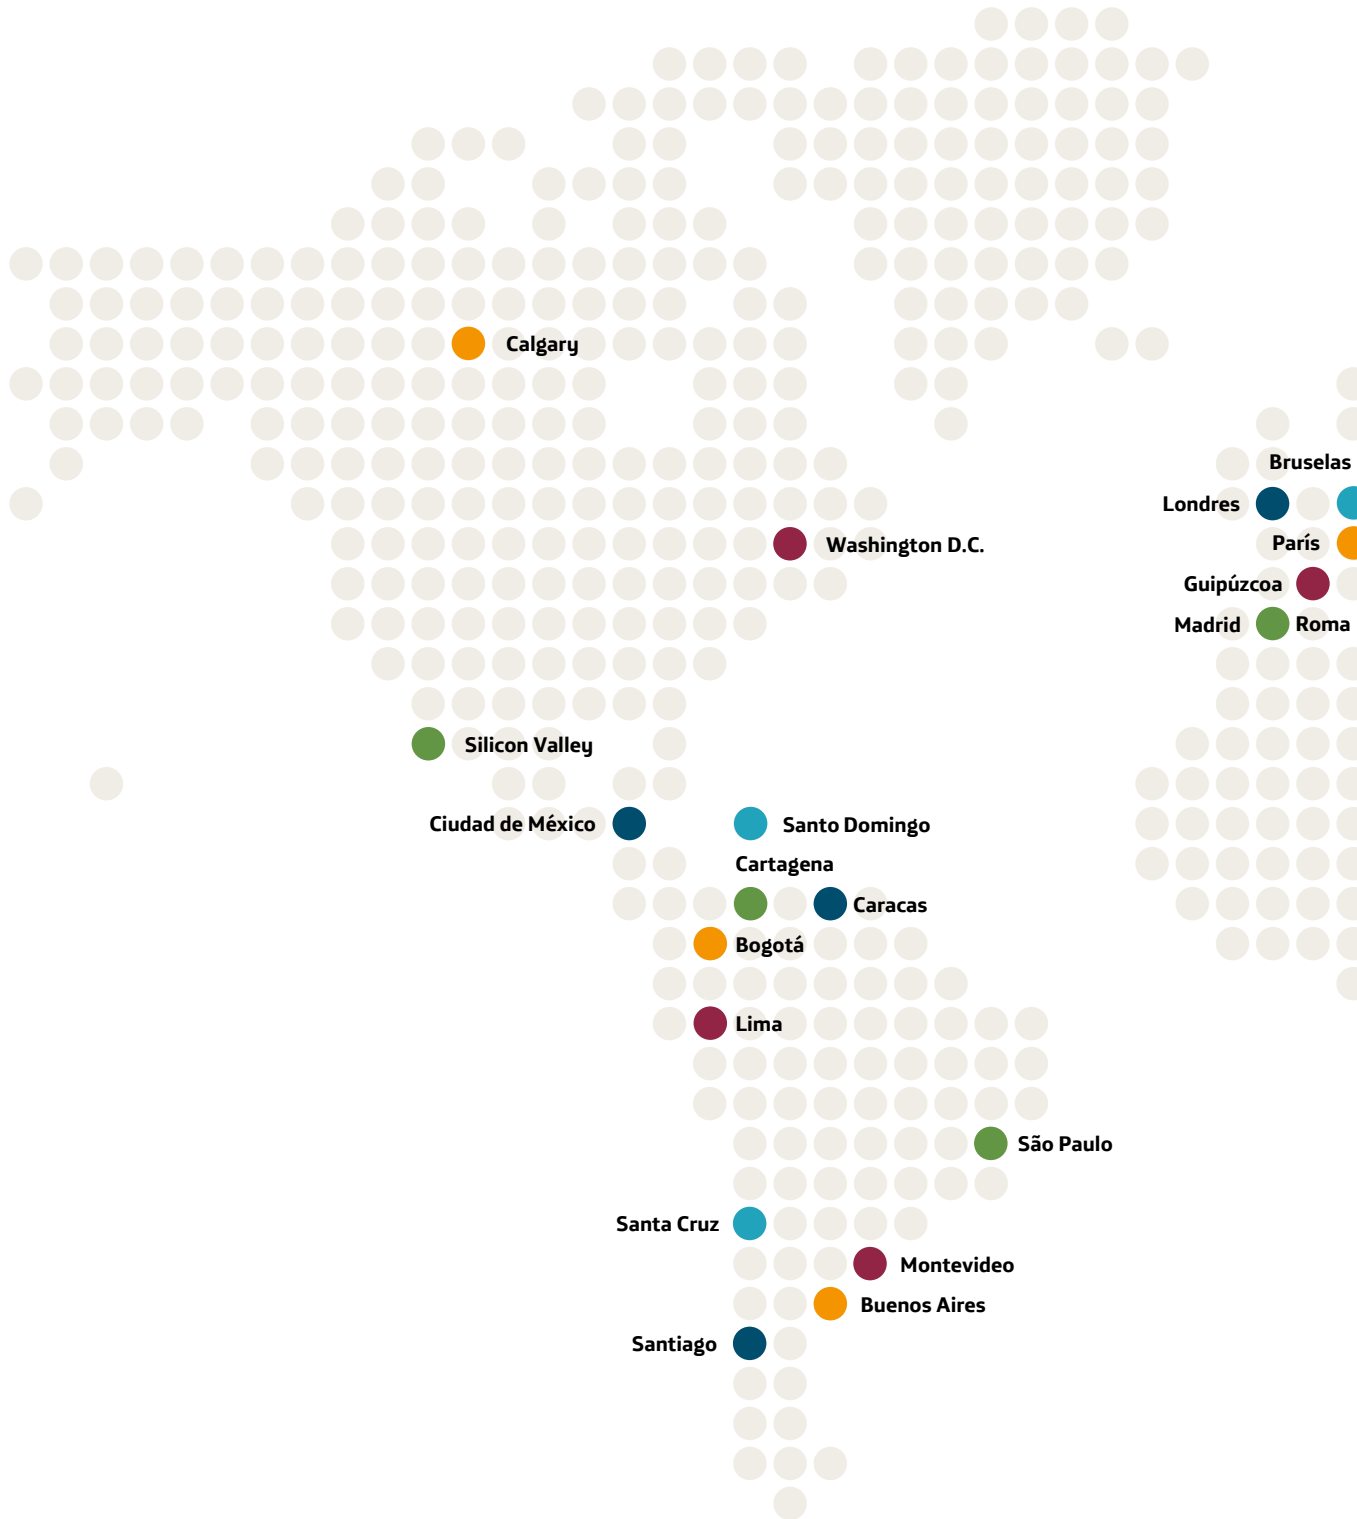 Calgary
Bruselas
Londres
Washington D.C.
París
Guipúzcoa
Madrid
Roma
Silicon Valley
Ciudad de México
Santo Domingo
Cartagena
Caracas
Bogotá
Lima
São Paulo
Santa Cruz
Montevideo
Buenos Aires
Santiago